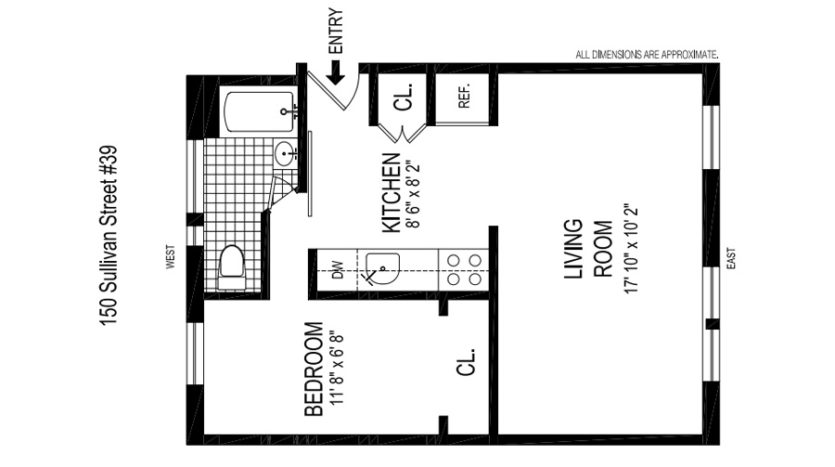 150 Sullivan Street #39
ENTRY
ALL DIMENSIONS ARE APPROXIMATE.
CL.
REF.
KITCHEN
8' 6" x 8' 2"
LIVING
ROOM
17' 10" x 10' 2"
WEST
EAST
DW
BEDROOM
11' 8" x 6' 8"
CL.